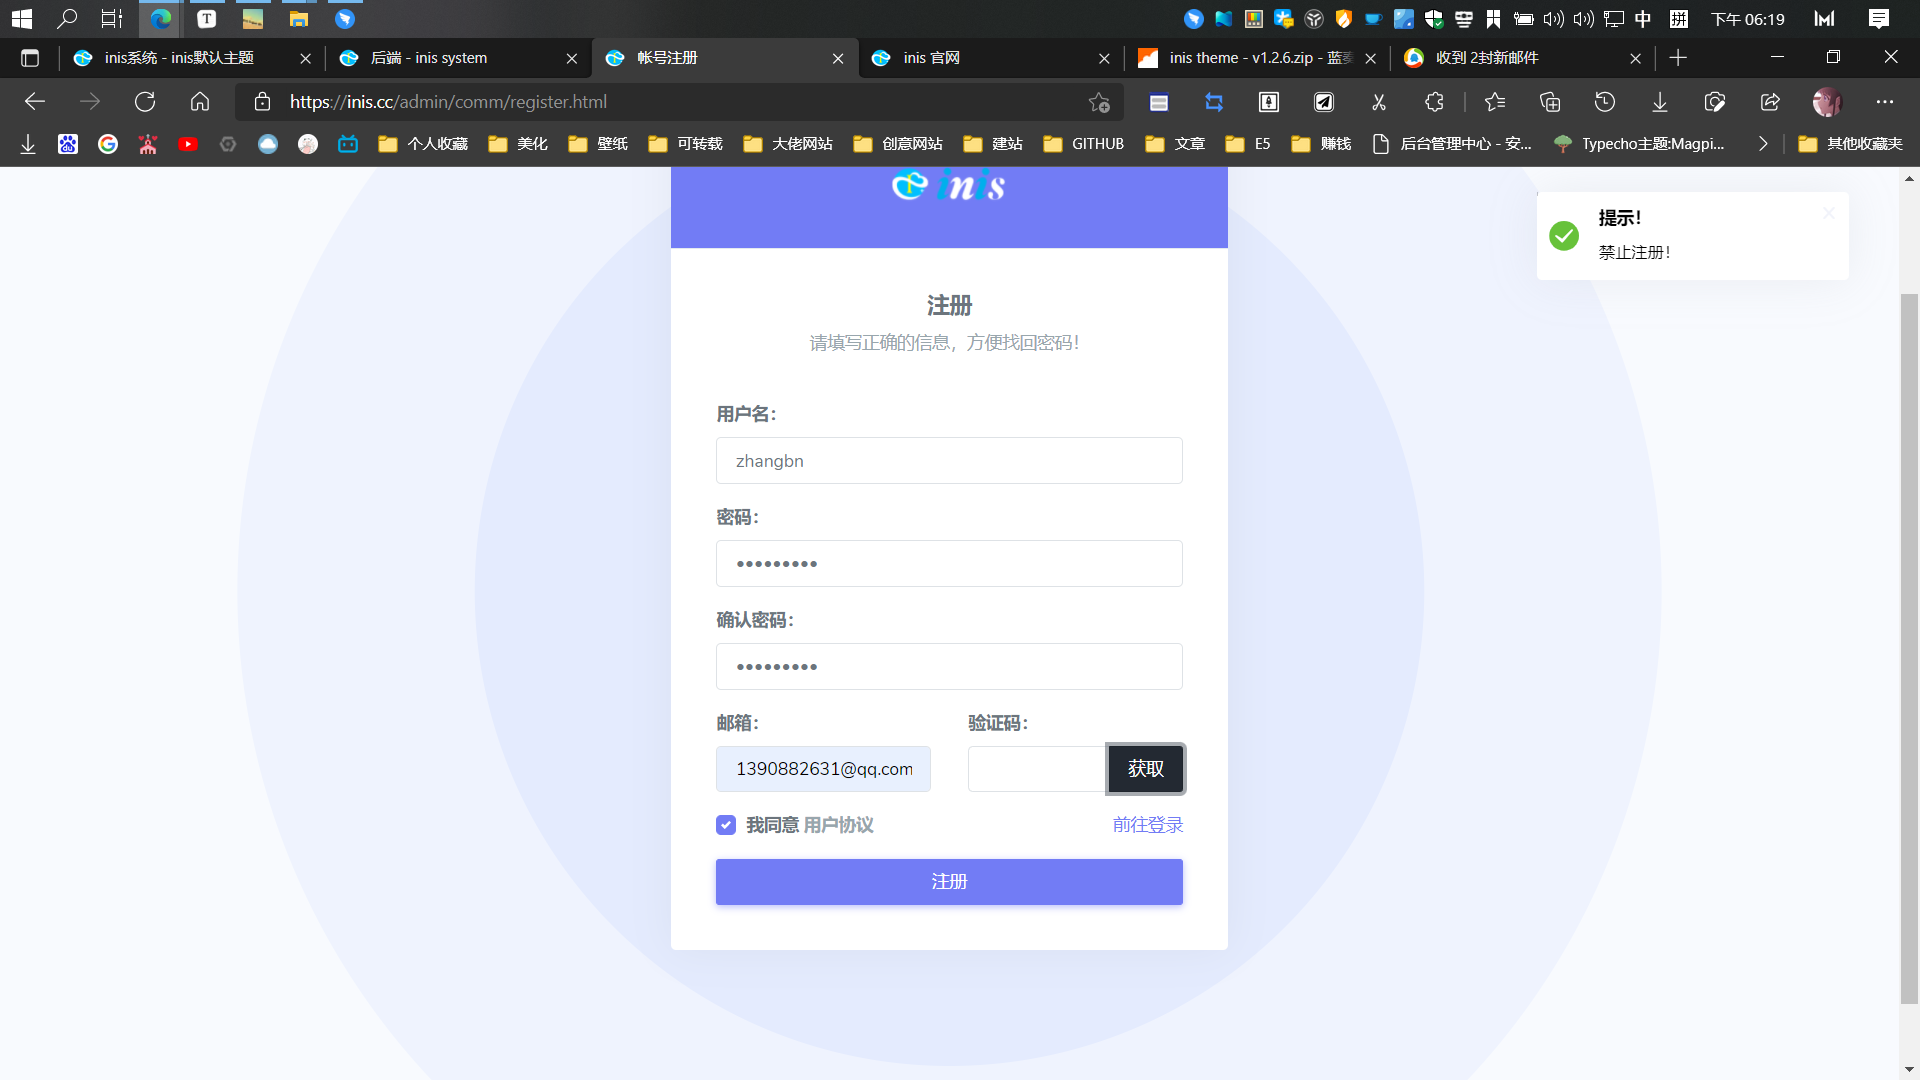 下午 06:19
中
拼
inis系统 - inis默认主题
后端 - inis system
帐号注册
inis 官网
inis theme - v1.2.6.zip - 蓝奏
收到 2封新邮件
https://inis.cc/admin/comm/register.html
个人收藏
美化
壁纸
可转载
大佬网站
创意网站
建站
GITHUB
文章
E5
赚钱
后台管理中心 - 安...
Typecho主题:Magpi...
其他收藏夹
inis
提示！
禁止注册！
注册
请填写正确的信息，方便找回密码！
用户名：
zhangbn
密码：
•••••••••
确认密码：
•••••••••
邮箱：
验证码：
1390882631@qq.com
获取
我同意 用户协议
前往登录
注册